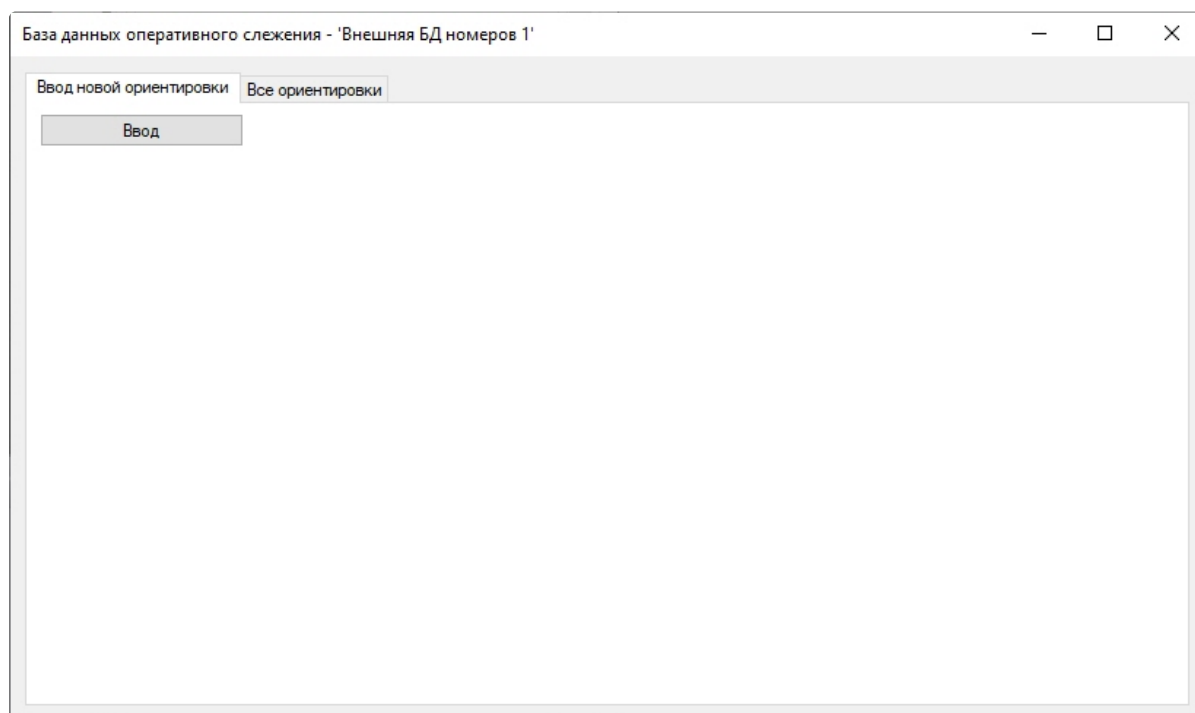 База данных оперативного слежения - 'Внешняя БД номеров 1'
Ввод новой ориентировки Все ориентировки
Ввод